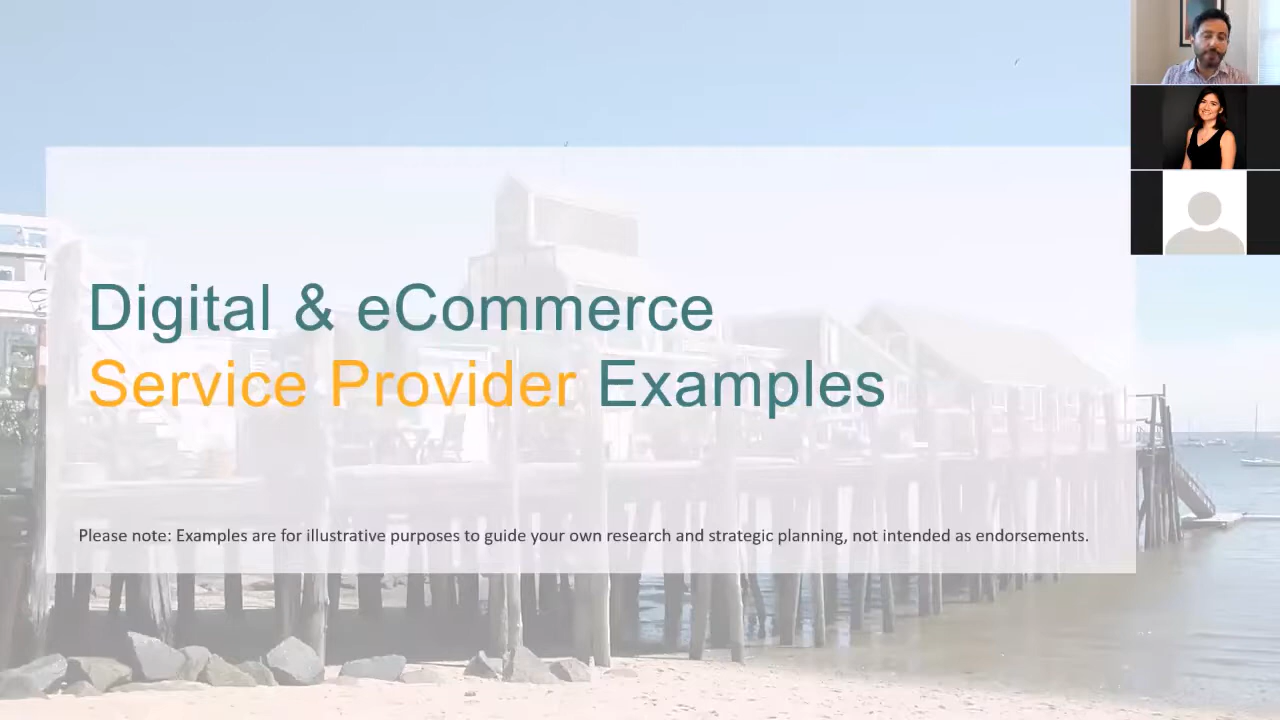 Digital & eCommerce
Service Provider Examples
Please note: Examples are for illustrative purposes to guide your own research and strategic planning, not intended as endorsements.